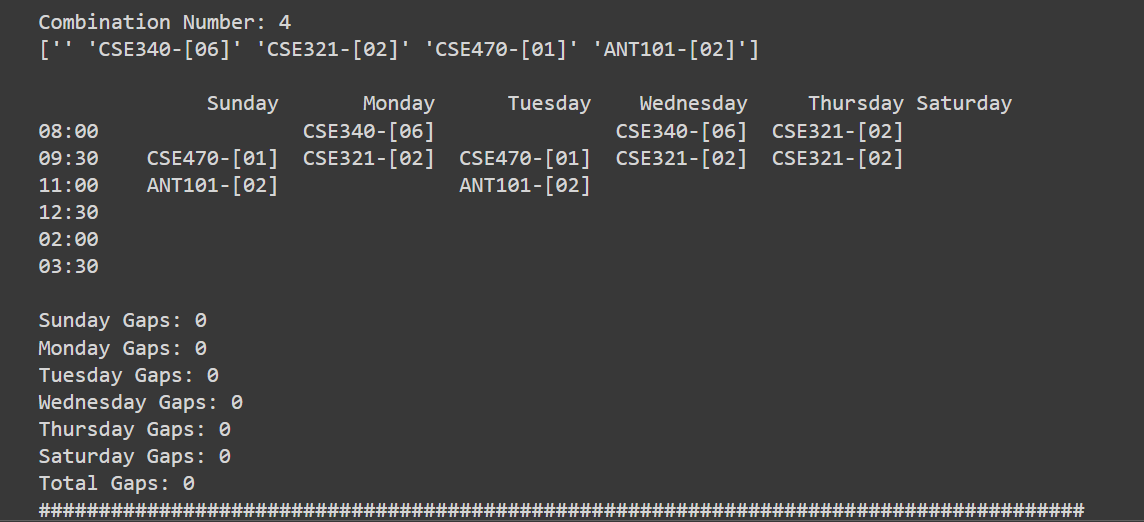 Combination Number: 4
['' 'CSE340-[06]' 'CSE321-[02]' 'CSE470-[01]' 'ANT101-[02]']
Sunday Monday Tuesday Wednesday Thursday Saturday
08:00 CSE340-[06] CSE340-[06] CSE321-[02]
09:30 CSE470-[01] CSE321-[02] CSE470-[01] CSE321-[02] CSE321-[02]
11:00 ANT101-[02] ANT101-[02]
12:30
02:00
03:30
Sunday Gaps: 0
Monday Gaps: 0
Tuesday Gaps: 0
Wednesday Gaps: 0
Thursday Gaps: 0
Saturday Gaps: 0
Total Gaps: 0
#######################################################################################